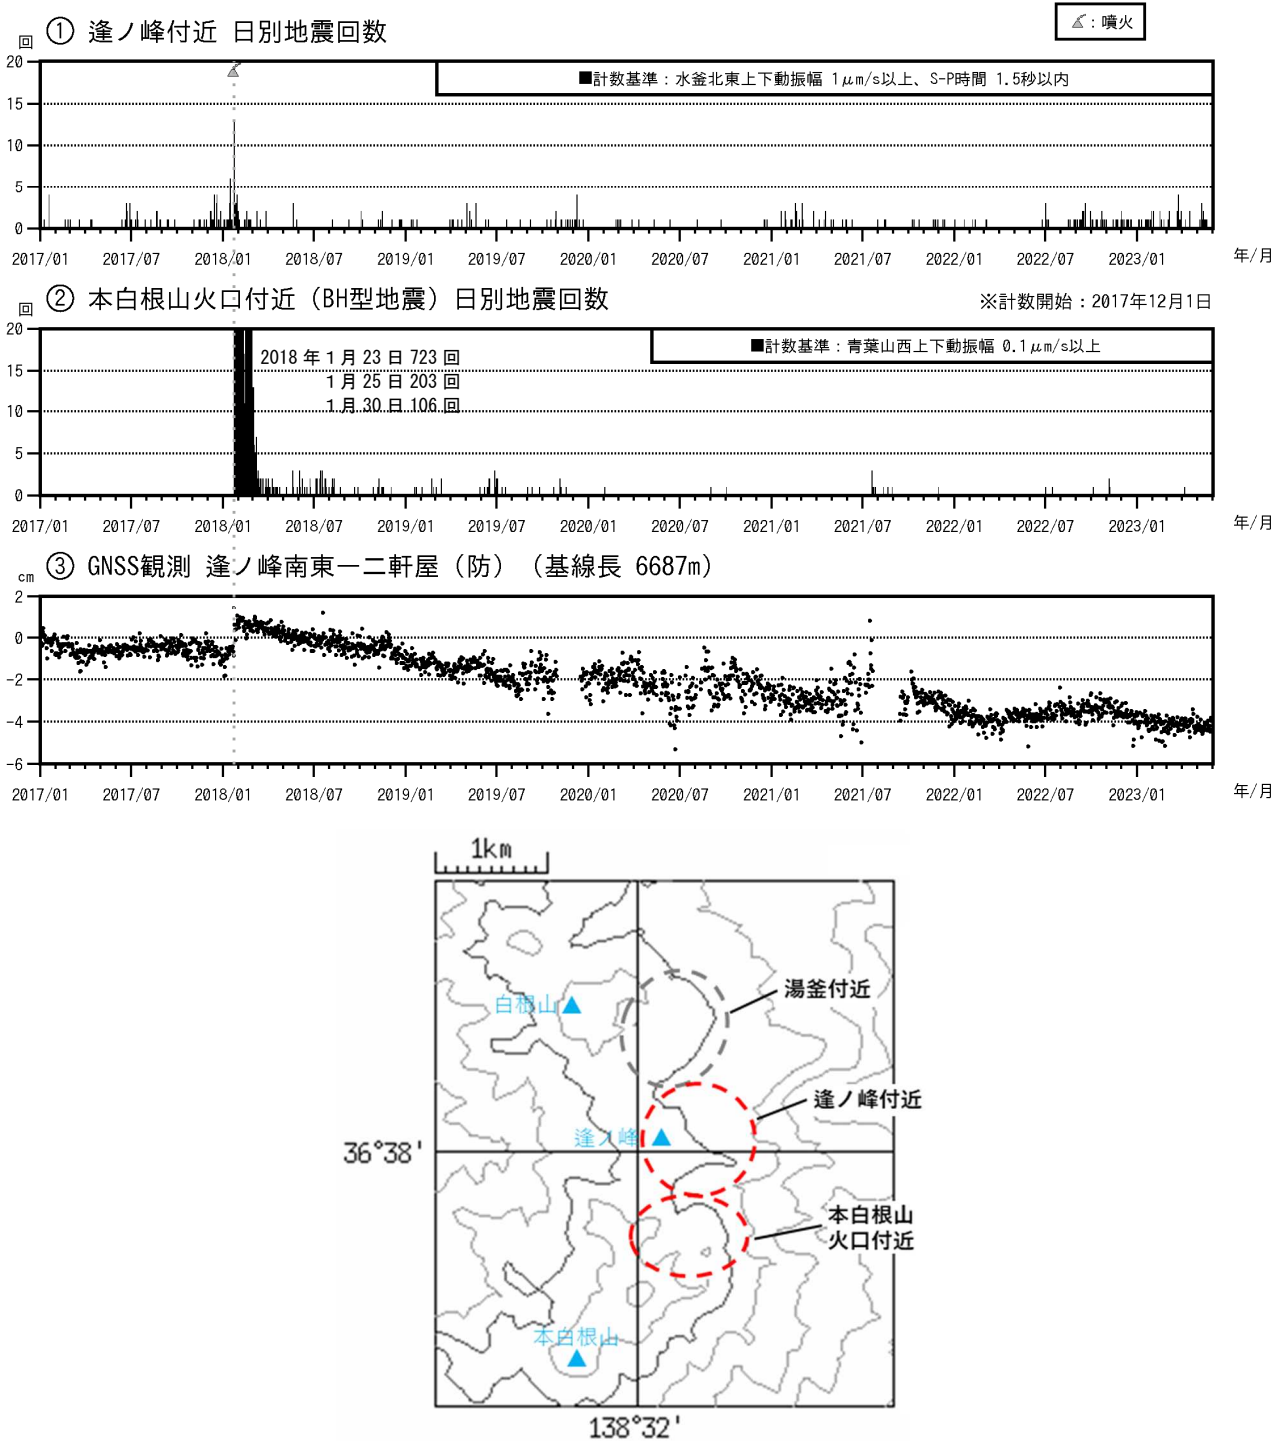 ① 逢ノ峰付近 日別地震回数
:噴火
回
■計数基準:水釜北東上下動振幅 1μm/s以上、S-P時間 1.5秒以内
20
15
10
5
0
2017/01 2017/07 2018/01 2018/07 2019/01 2019/07 2020/01 2020/07 2021/01 2021/07 2022/01 2022/07 2023/01 年/月
② 本白根山火口付近(BH型地震)日別地震回数
※計数開始:2017年12月1日
回
■計数基準:青葉山西上下動振幅 0.1μm/s以上
2018 年 1 月 23 日 723 回
1 月 25 日 203 回
1 月 30 日 106 回
20
15
10
5
0
2017/01 2017/07 2018/01 2018/07 2019/01 2019/07 2020/01 2020/07 2021/01 2021/07 2022/01 2022/07 2023/01 年/月
③ GNSS観測 逢ノ峰南東一二軒屋(防)(基線長 6687m)
cm
2
0
-2
-4
-6
2017/01 2017/07 2018/01 2018/07 2019/01 2019/07 2020/01 2020/07 2021/01 2021/07 2022/01 2022/07 2023/01 年/月
1km
湯釜付近
白根山
逢ノ峰付近
逢ノ峰
36°38'
本白根山
火口付近
本白根山
138°32'